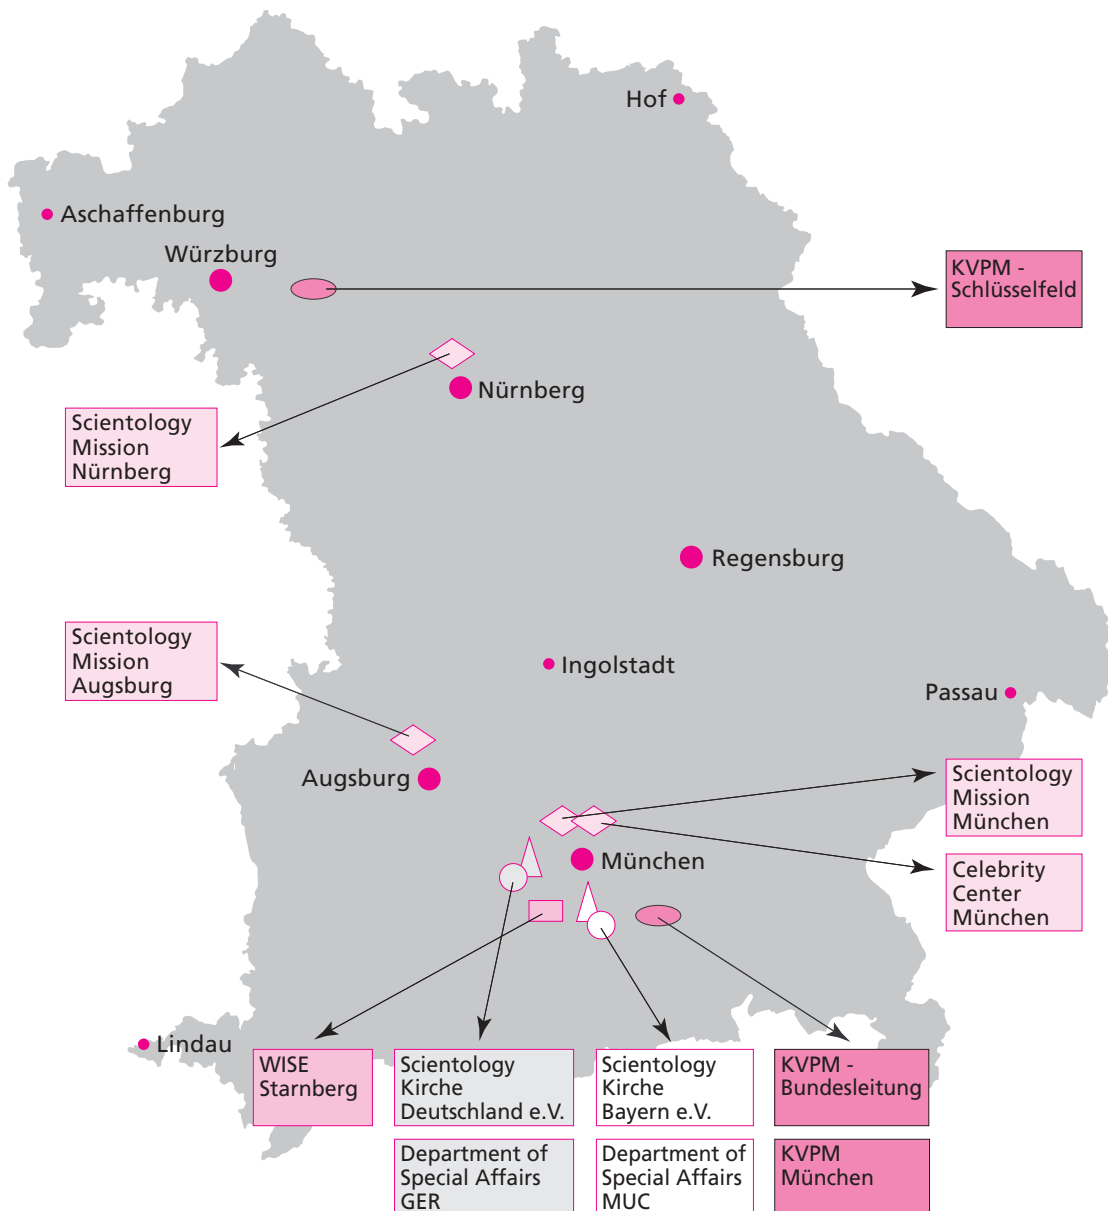 Hof
Aschaffenburg
Würzburg
KVPM -
Schlüsselfeld
Nürnberg
Scientology
Mission
Nürnberg
Regensburg
Scientology
Mission
Augsburg
Ingolstadt
Passau
Augsburg
Scientology
Mission
München
München
Celebrity
Center
München
Lindau
WISE
Starnberg
Scientology
Kirche
Deutschland e.V.
Scientology
Kirche
Bayern e.V.
KVPM -
Bundesleitung
Department of
Special Affairs
GER
Department of
Special Affairs
MUC
KVPM
München